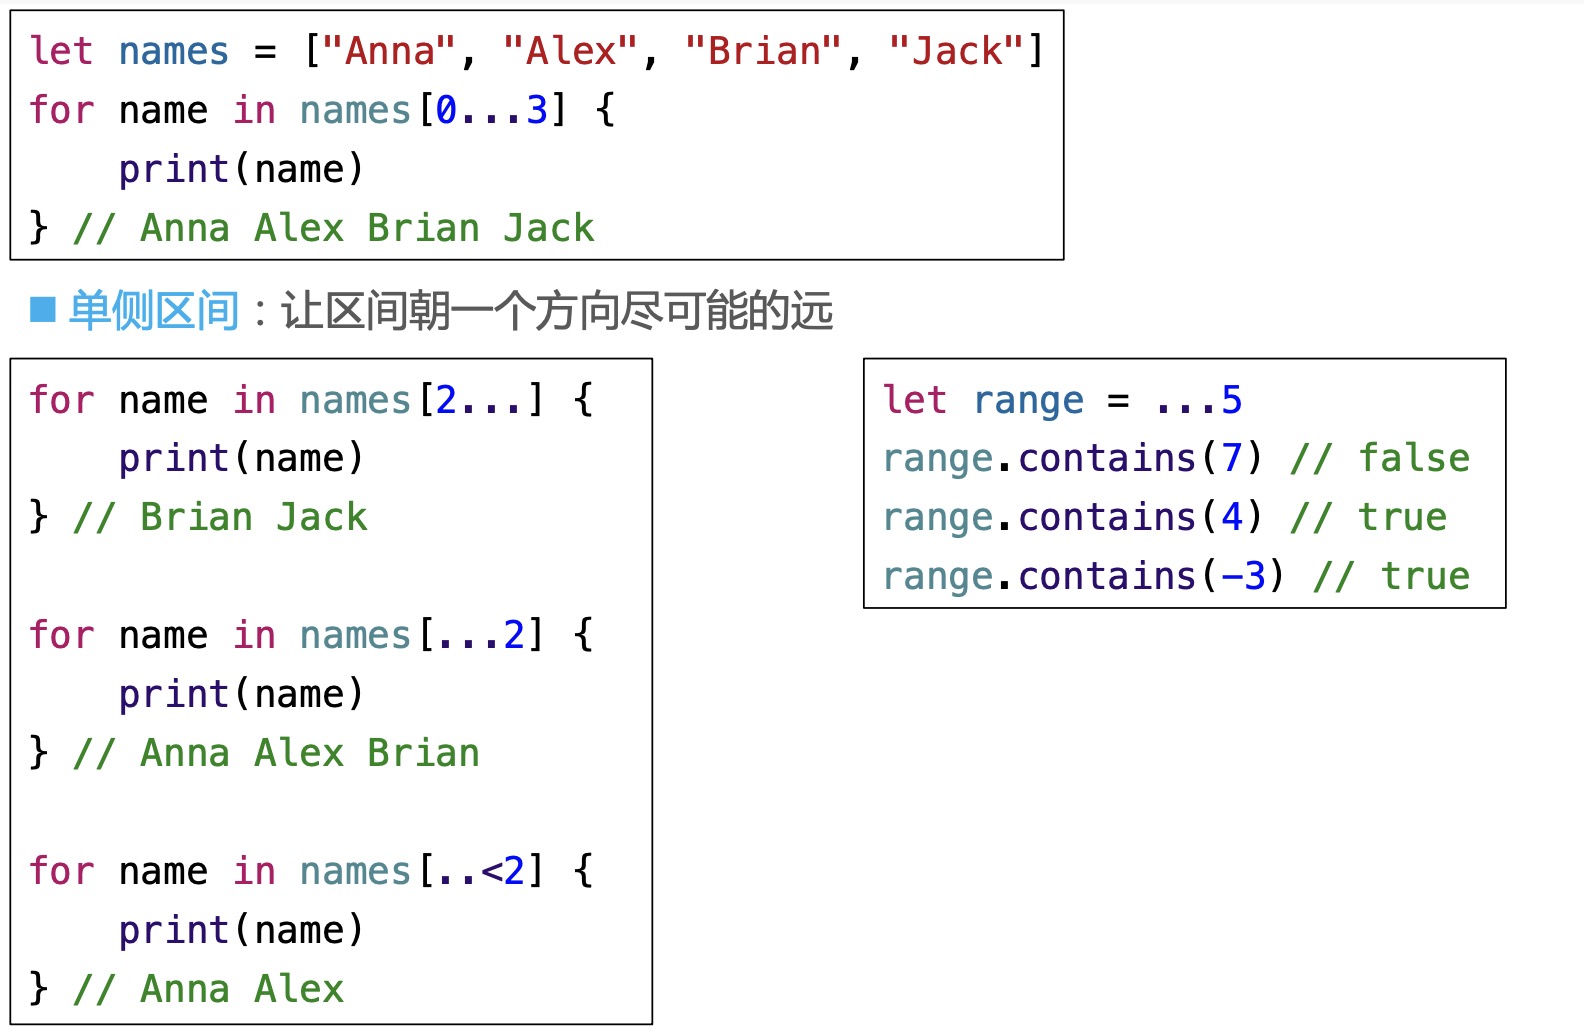 let names = ["Anna", "Alex", "Brian", "Jack"]
for name in names[0...3] {
    print(name)
} // Anna Alex Brian Jack
■ 单侧区间：让区间朝一个方向尽可能的远
for name in names[2...] {
    print(name)
} // Brian Jack

for name in names[...2] {
    print(name)
} // Anna Alex Brian

for name in names[..<2] {
    print(name)
} // Anna Alex
let range = ...5
range.contains(7) // false
range.contains(4) // true
range.contains(-3) // true